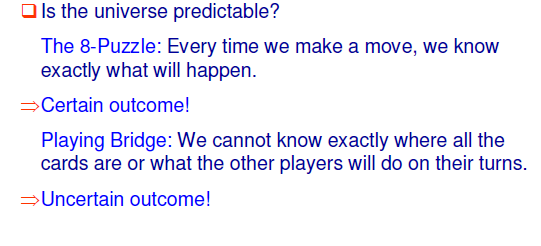 ❑ Is the universe predictable?
The 8-Puzzle: Every time we make a move, we know
exactly what will happen.
⇒Certain outcome!
Playing Bridge: We cannot know exactly where all the
cards are or what the other players will do on their turns.
⇒Uncertain outcome!